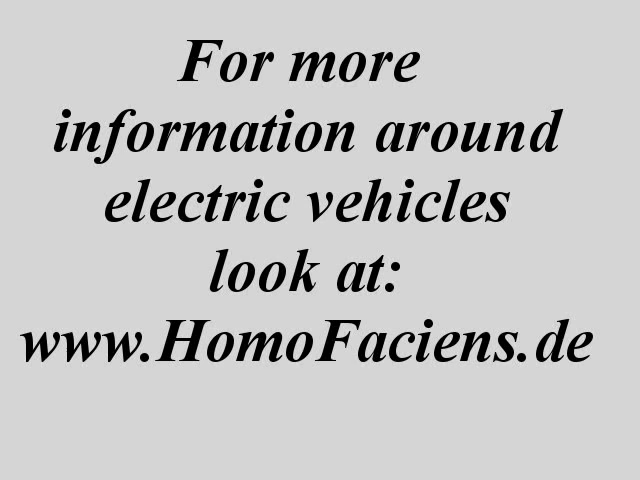 For more
information around
electric vehicles
look at:
www.HomoFaciens.de